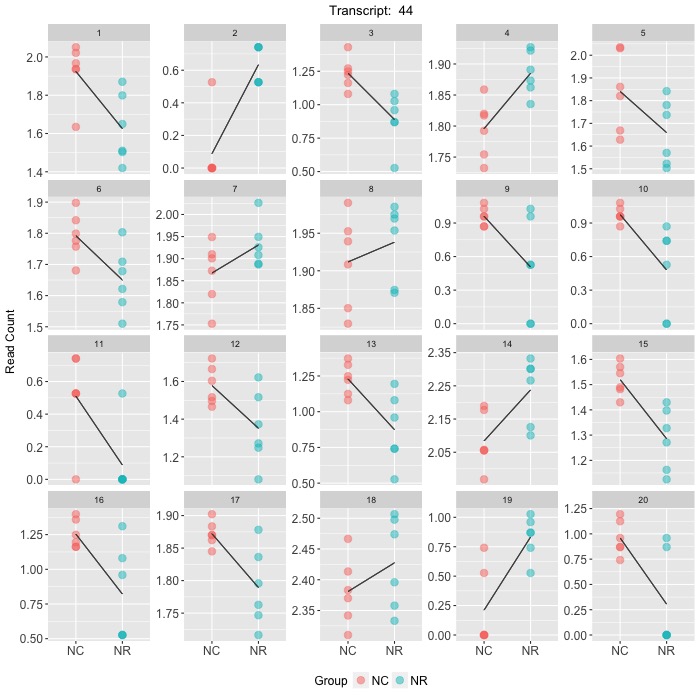 Transcript: 44
1 2 3 4 5
2.0 1.8 1.6 1.4
0.6 0.4 0.2 0.0
1.25 1.00 0.75 0.50
1.90 1.85 1.80 1.75
2.0 1.9 1.8 1.7 1.6 1.5
6 7 8 9 10
1.9 1.8 1.7 1.6 1.5
2.00 1.95 1.90 1.85 1.80 1.75
1.95 1.90 1.85
0.9 0.6 0.3 0.0
0.9 0.6 0.3 0.0
Read Count
11 12 13 14 15
0.6 0.4 0.2 0.0
1.6 1.4 1.2
1.25 1.00 0.75 0.50
2.35 2.25 2.15 2.05
1.6 1.5 1.4 1.3 1.2
16 17 18 19 20
1.25 1.00 0.75 0.50
1.90 1.85 1.80 1.75
2.50 2.45 2.40 2.35
1.00 0.75 0.50 0.25 0.00
1.25 1.00 0.75 0.50 0.25 0.00
NC NR NC NR NC NR NC NR NC NR
Group NC NR